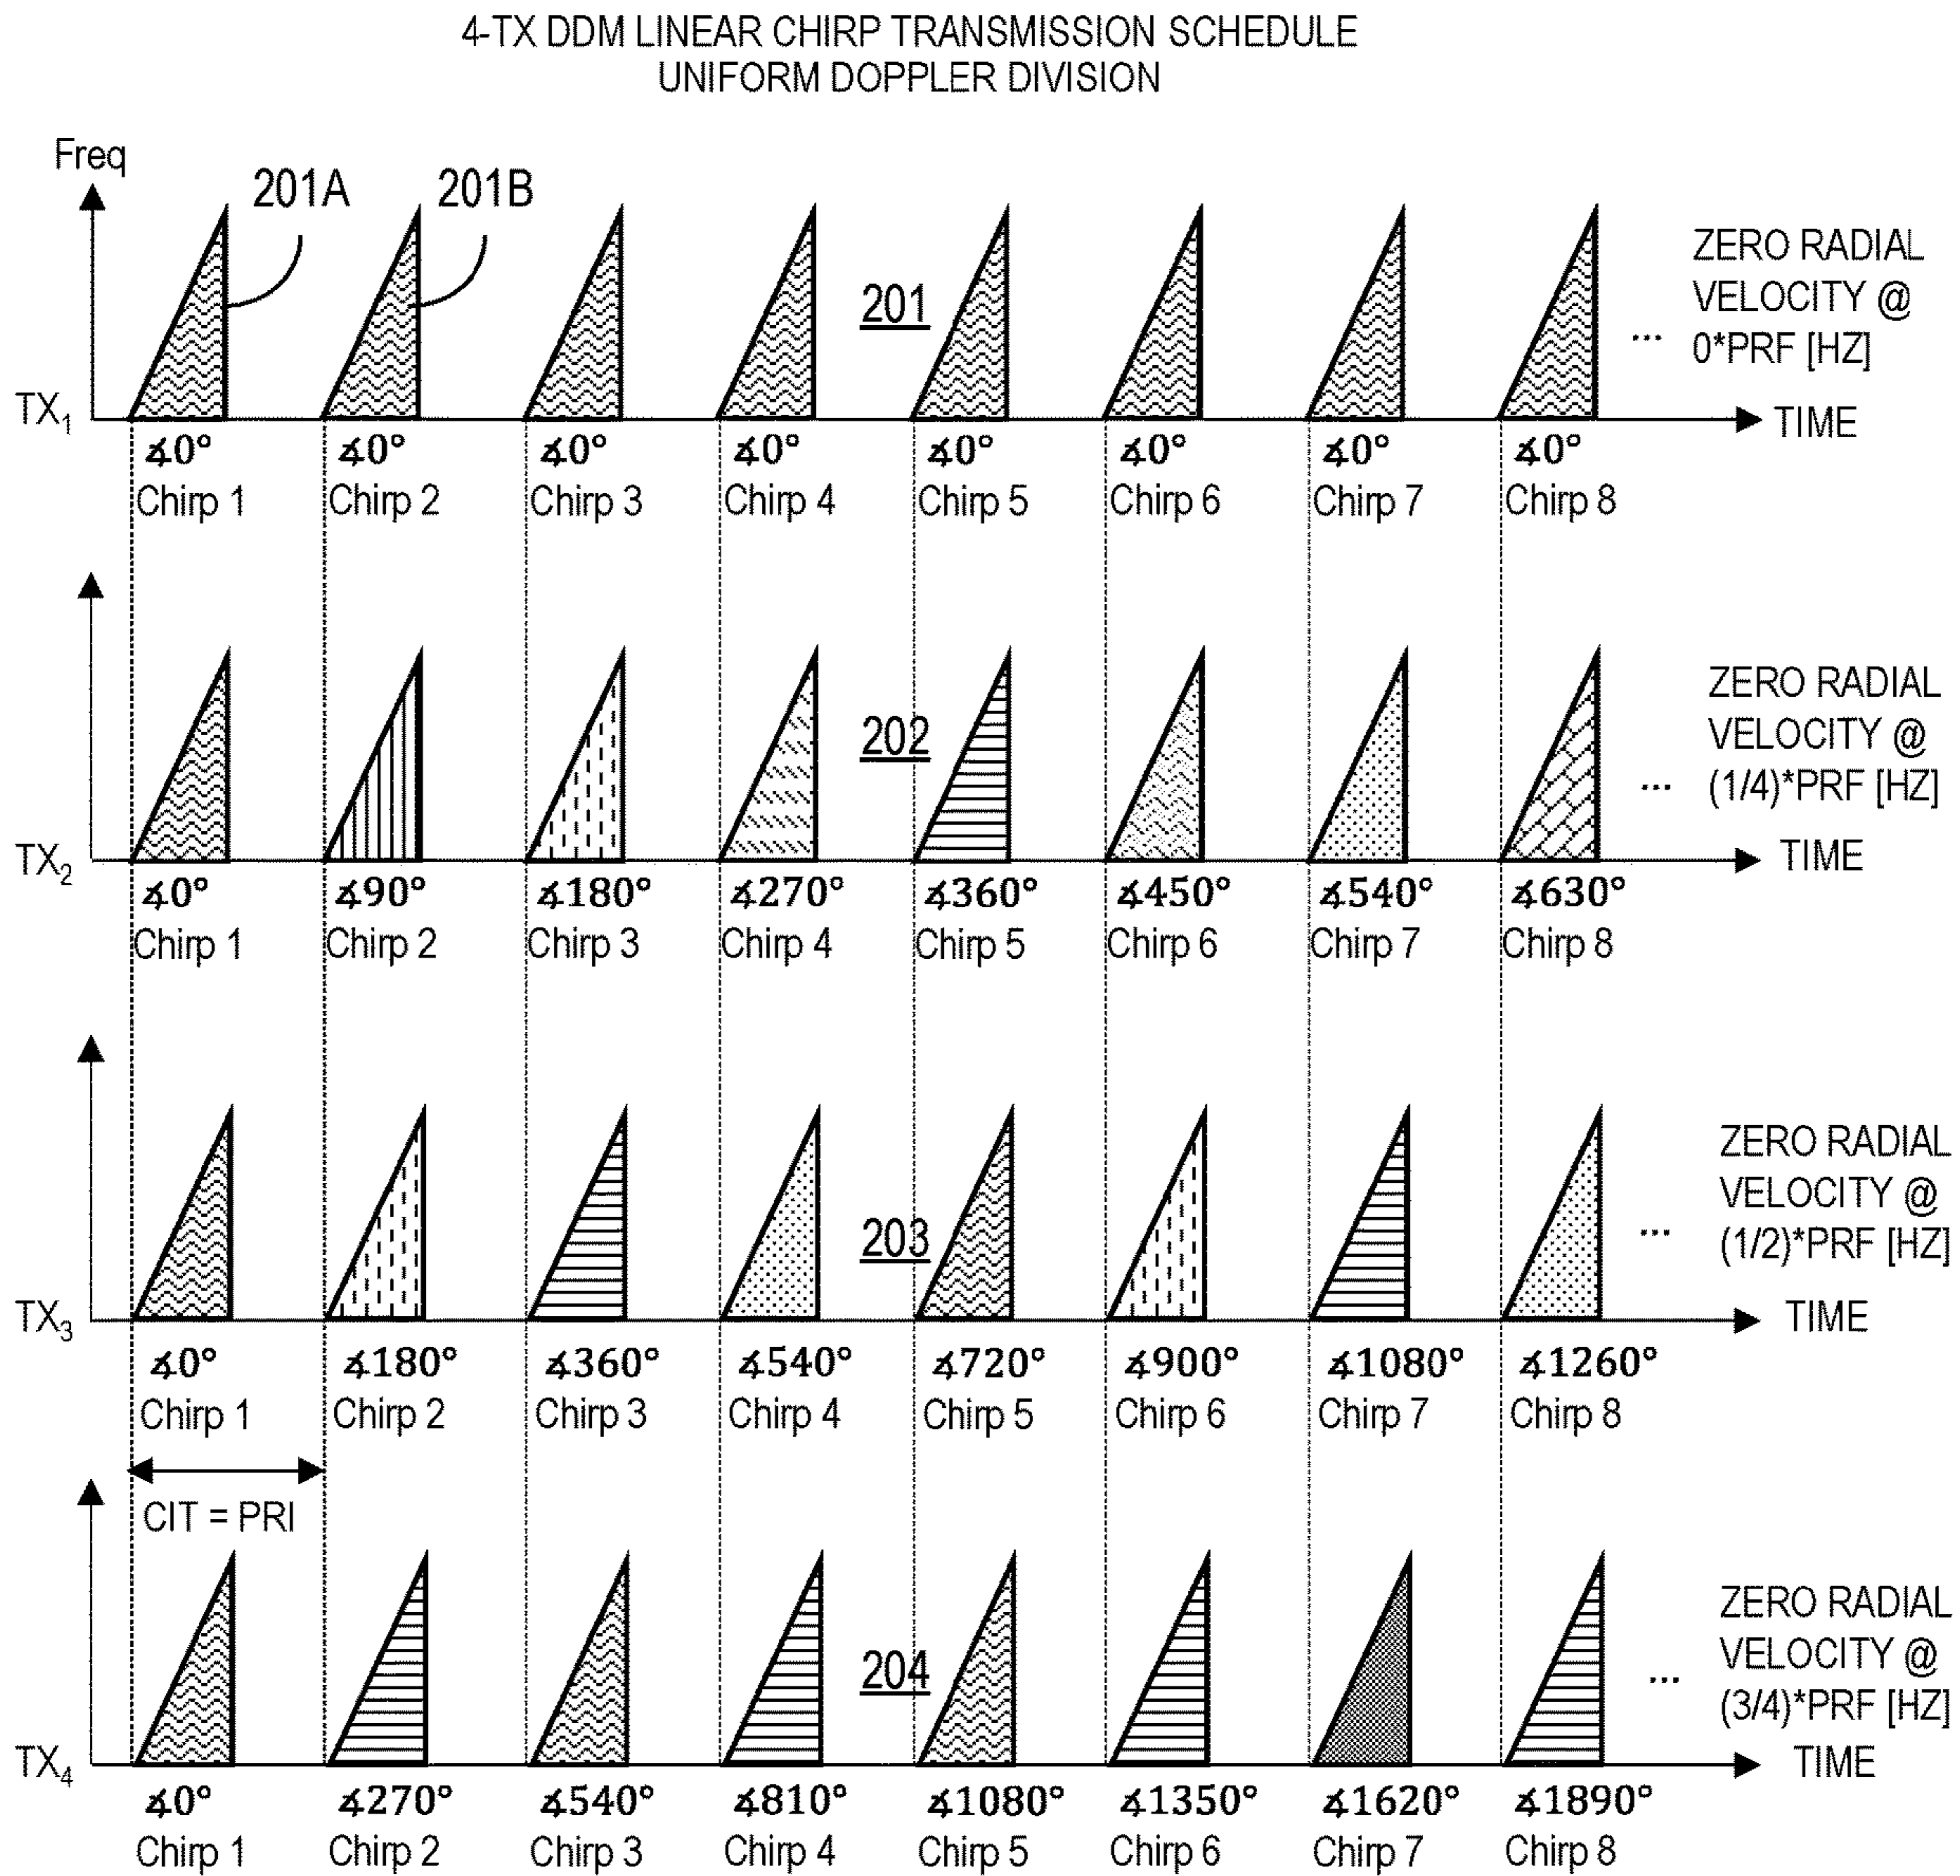 4-TX DDM LINEAR CHIRP TRANSMISSION SCHEDULE
UNIFORM DOPPLER DIVISION
Freq
201A
201B
201
ZERO RADIAL
VELOCITY @
... 0*PRF [HZ]
TX1
TIME
∡0° ∡0° ∡0° ∡0° ∡0° ∡0° ∡0° ∡0°
Chirp 1 Chirp 2 Chirp 3 Chirp 4 Chirp 5 Chirp 6 Chirp 7 Chirp 8
202
ZERO RADIAL
VELOCITY @
... (1/4)*PRF [HZ]
TX2
TIME
∡0° ∡90° ∡180° ∡270° ∡360° ∡450° ∡540° ∡630°
Chirp 1 Chirp 2 Chirp 3 Chirp 4 Chirp 5 Chirp 6 Chirp 7 Chirp 8
203
ZERO RADIAL
VELOCITY @
... (1/2)*PRF [HZ]
TX3
TIME
∡0° ∡180° ∡360° ∡540° ∡720° ∡900° ∡1080° ∡1260°
Chirp 1 Chirp 2 Chirp 3 Chirp 4 Chirp 5 Chirp 6 Chirp 7 Chirp 8
CIT = PRI
204
ZERO RADIAL
VELOCITY @
... (3/4)*PRF [HZ]
TX4
TIME
∡0° ∡270° ∡540° ∡810° ∡1080° ∡1350° ∡1620° ∡1890°
Chirp 1 Chirp 2 Chirp 3 Chirp 4 Chirp 5 Chirp 6 Chirp 7 Chirp 8